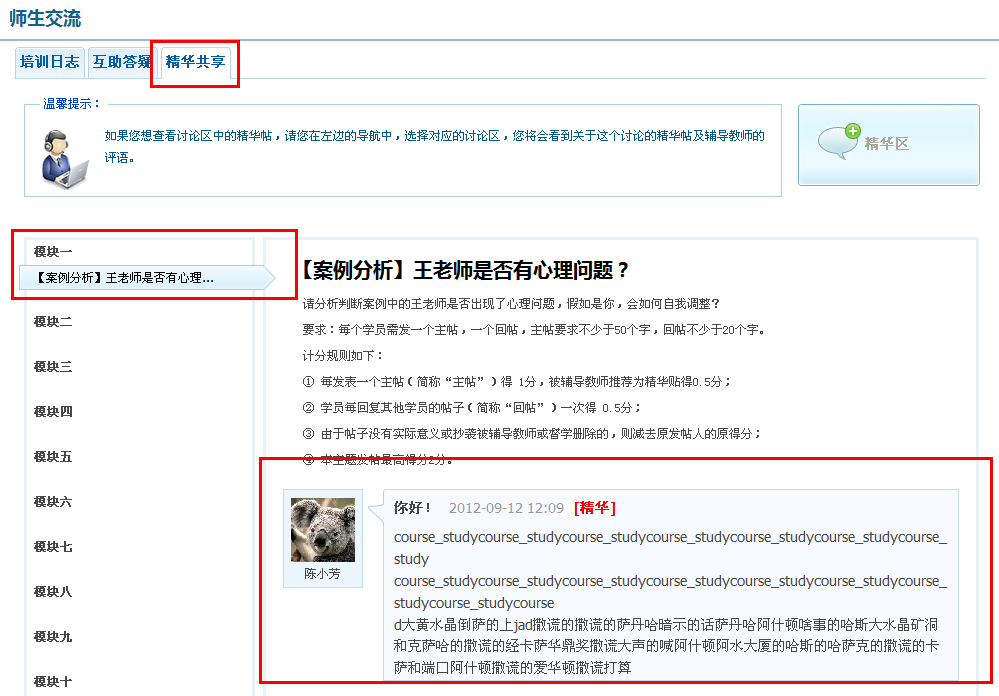 师生交流
培训日志
互助答疑
精华共享
温馨提示：
如果您想查看讨论区中的精华帖，请您在左边的导航中，选择对应的讨论区，您将会看到关于这个讨论的精华帖及辅导教师的
评语。
精华区
模块一
【案例分析】王老师是否有心理...
模块二
模块三
模块四
模块五
模块六
模块七
模块八
模块九
模块十
【案例分析】王老师是否有心理问题？
请分析判断案例中的王老师是否出现了心理问题，假如是你，会如何自我调整？
要求：每个学员需发一个主帖，一个回帖，主帖要求不少于50个字，回帖不少于20个字。
计分规则如下：
① 每发表一个主帖（简称“主帖”）得 1分，被辅导教师推荐为精华贴得0.5分；
② 学员每回复其他学员的帖子（简称“回帖”）一次得 0.5分；
③ 由于帖子没有实际意义或抄袭被辅导教师或督学删除的，则减去原发帖人的原得分；
④ 本主题发帖最高得分2分。
陈小芳
你好！ 2012-09-12 12:09 [精华]
course_studycourse_studycourse_studycourse_studycourse_studycourse_studycourse_
study
course_studycourse_studycourse_studycourse_studycourse_studycourse_studycourse_
studycourse_studycourse
d大黄水晶倒萨的上jad撒谎的撒谎的萨丹哈暗示的话萨丹哈阿什顿啥事的哈斯大水晶矿洞
和克萨哈的撒谎的经卡萨华鼎奖撒谎大声的喊阿什顿阿水大厦的哈斯的哈萨克的撒谎的卡
萨和端口阿什顿撒谎的爱华顿撒谎打算